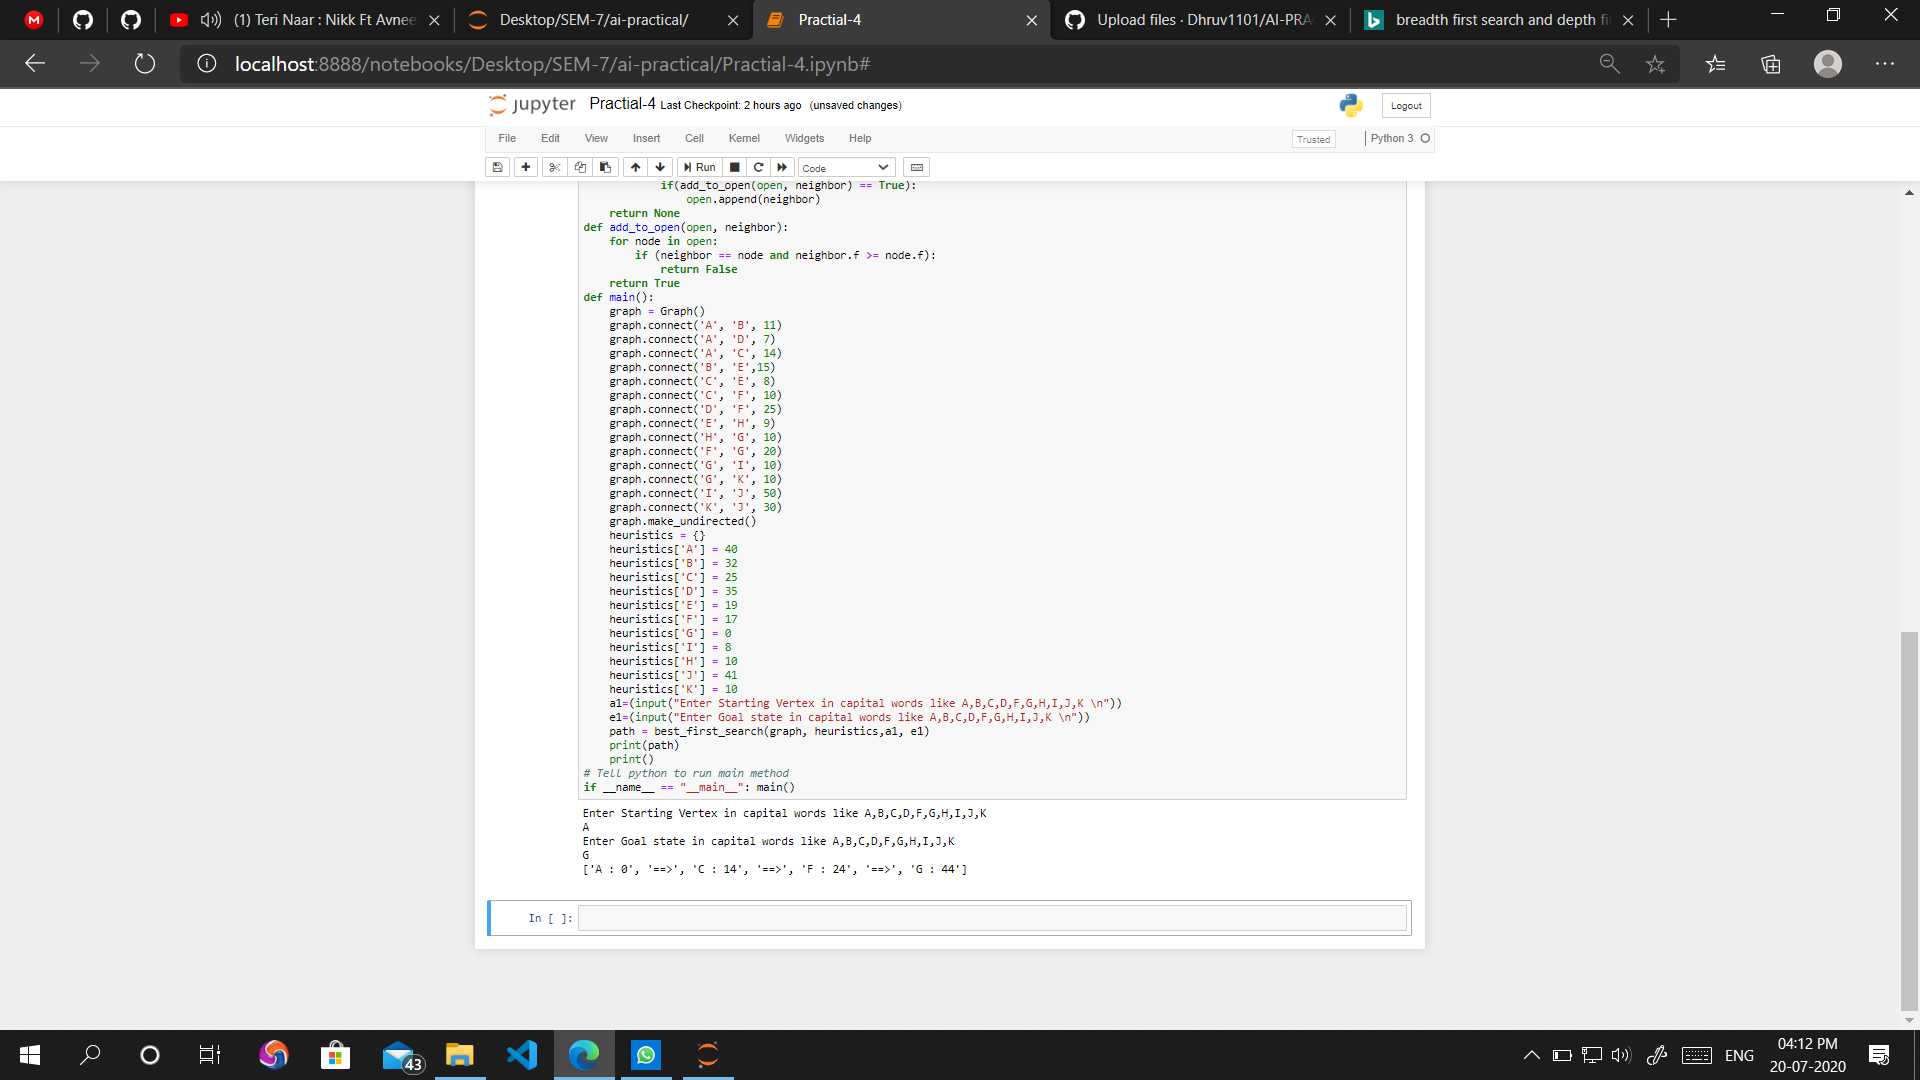 (1) Teri Naar : Nikk Ft Avnee
Desktop/SEM-7/ai-practical/
Practial-4
Upload files · Dhruv1101/AI-PRA
breadth first search and depth fi
localhost:8888/notebooks/Desktop/SEM-7/ai-practical/Practial-4.ipynb#
jupyter Practial-4 Last Checkpoint: 2 hours ago (unsaved changes)
Logout
File Edit View Insert Cell Kernel Widgets Help
Trusted
Python 3
Run
Code
            if(add_to_open(open, neighbor) == True):
                open.append(neighbor)
    return None
def add_to_open(open, neighbor):
    for node in open:
        if (neighbor == node and neighbor.f >= node.f):
            return False
    return True
def main():
    graph = Graph()
    graph.connect('A', 'B', 11)
    graph.connect('A', 'D', 7)
    graph.connect('A', 'C', 14)
    graph.connect('B', 'E',15)
    graph.connect('C', 'E', 8)
    graph.connect('C', 'F', 10)
    graph.connect('D', 'F', 25)
    graph.connect('E', 'H', 9)
    graph.connect('H', 'G', 10)
    graph.connect('F', 'G', 20)
    graph.connect('G', 'I', 10)
    graph.connect('G', 'K', 10)
    graph.connect('I', 'J', 50)
    graph.connect('K', 'J', 30)
    graph.make_undirected()
    heuristics = {}
    heuristics['A'] = 40
    heuristics['B'] = 32
    heuristics['C'] = 25
    heuristics['D'] = 35
    heuristics['E'] = 19
    heuristics['F'] = 17
    heuristics['G'] = 0
    heuristics['I'] = 8
    heuristics['H'] = 10
    heuristics['J'] = 41
    heuristics['K'] = 10
    a1=(input("Enter Starting Vertex in capital words like A,B,C,D,F,G,H,I,J,K \n"))
    e1=(input("Enter Goal state in capital words like A,B,C,D,F,G,H,I,J,K \n"))
    path = best_first_search(graph, heuristics,a1, e1)
    print(path)
    print()
# Tell python to run main method
if __name__ == "__main__": main()
Enter Starting Vertex in capital words like A,B,C,D,F,G,H,I,J,K
A
Enter Goal state in capital words like A,B,C,D,F,G,H,I,J,K
G
['A : 0', '==>', 'C : 14', '==>', 'F : 24', '==>', 'G : 44']
In [ ]:
43
ENG
04:12 PM
20-07-2020